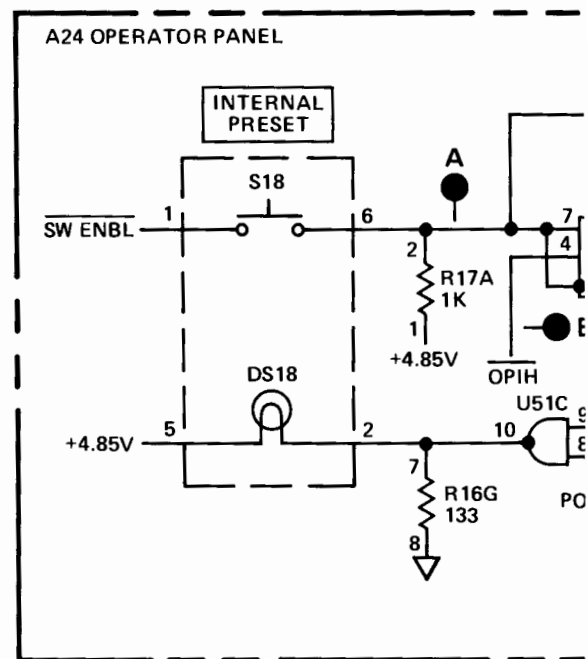 A24 OPERATOR PANEL
INTERNAL
PRESET
S18
A
SW ENBL
1
6
7
4
2
R17A
1K
1
+4.85V
OPIH
DS18
U51C
+4.85V
5
2
10
9
8
7
R16G
133
8